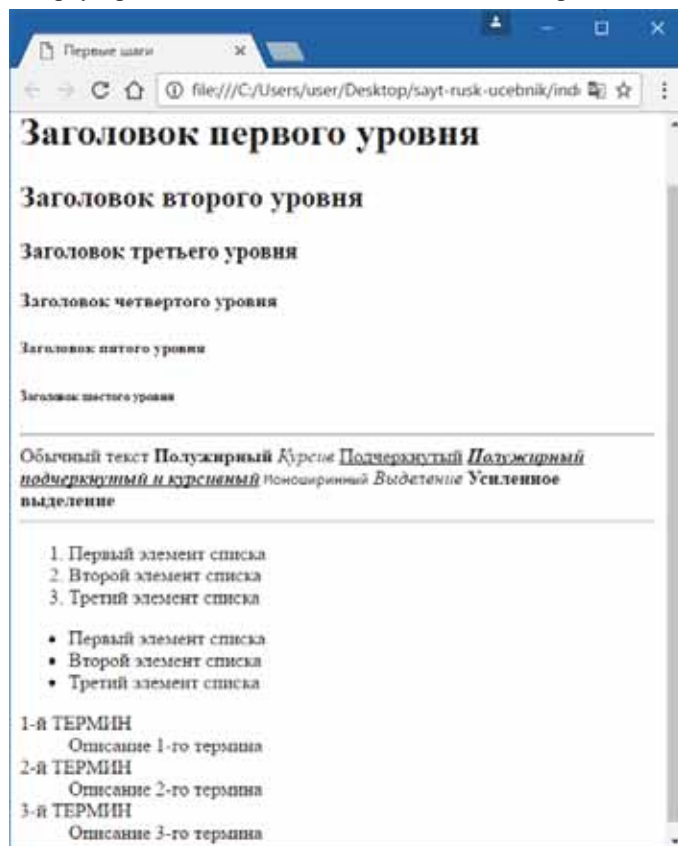 Первые шаги
file:///C:/Users/user/Desktop/sayt-rusk-ucebnik/ind
Заголовок первого уровня
Заголовок второго уровня
Заголовок третьего уровня
Заголовок четвертого уровня
Заголовок пятого уровня
Заголовок шестого уровня
Обычный текст Полужирный Курсив Подчеркнутый Полужирный
подчеркнутый и курсивный Моноширинный Выделение Усиленное
выделение
1. Первый элемент списка
2. Второй элемент списка
3. Третий элемент списка
• Первый элемент списка
• Второй элемент списка
• Третий элемент списка
1-й ТЕРМИН
Описание 1-го термина
2-й ТЕРМИН
Описание 2-го термина
3-й ТЕРМИН
Описание 3-го термина